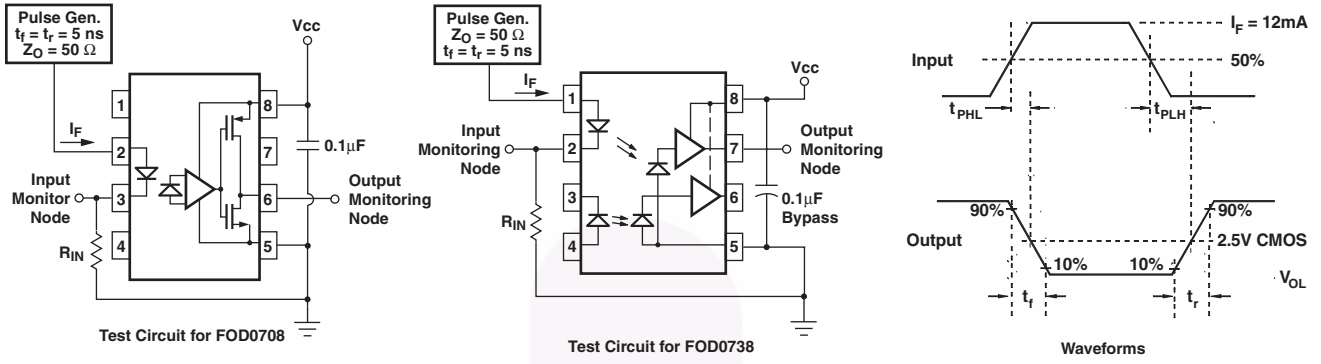 Pulse Gen.
tf = tr = 5 ns
ZO = 50 Ω
Vcc
1
2
3
4
8
7
6
5
IF
0.1μF
Input
Monitor
Node
Output
Monitoring
Node
RIN
Test Circuit for FOD0708
Pulse Gen.
ZO = 50 Ω
tf = tr = 5 ns
Vcc
IF
1
2
3
4
8
7
6
5
Input
Monitoring
Node
Output
Monitoring
Node
0.1μF
Bypass
RIN
Test Circuit for FOD0738
IF = 12mA
Input
50%
tPHL
tPLH
90%
90%
Output
2.5V CMOS
10%
10%
VOL
tf
tr
Waveforms